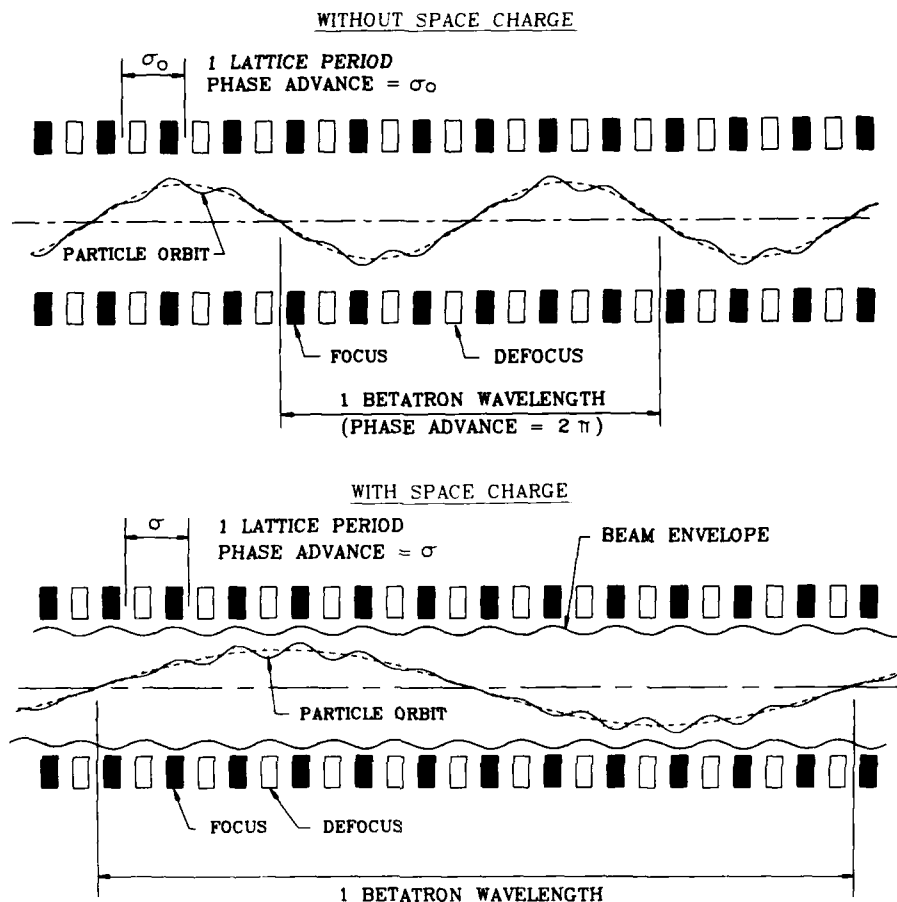 WITHOUT SPACE CHARGE
σ₀
1 LATTICE PERIOD
PHASE ADVANCE = σ₀
PARTICLE ORBIT
FOCUS
DEFOCUS
1 BETATRON WAVELENGTH
(PHASE ADVANCE = 2 π)
WITH SPACE CHARGE
σ
1 LATTICE PERIOD
PHASE ADVANCE = σ
BEAM ENVELOPE
PARTICLE ORBIT
FOCUS
DEFOCUS
1 BETATRON WAVELENGTH